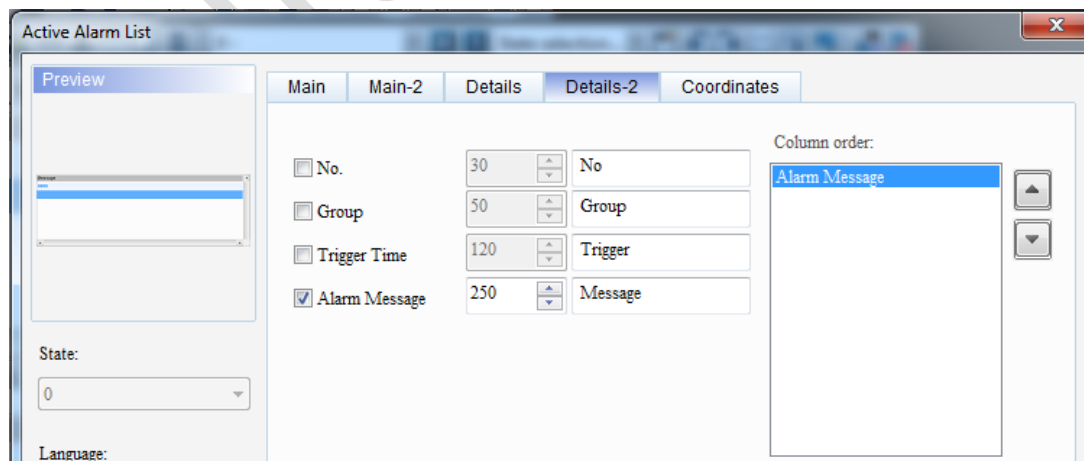 Active Alarm List
Preview
Main Main-2 Details Details-2 Coordinates
Column order:
No. 30 No
Alarm Message
Group 50 Group
Trigger Time 120 Trigger
Alarm Message 250 Message
Message
State:
0
Language: